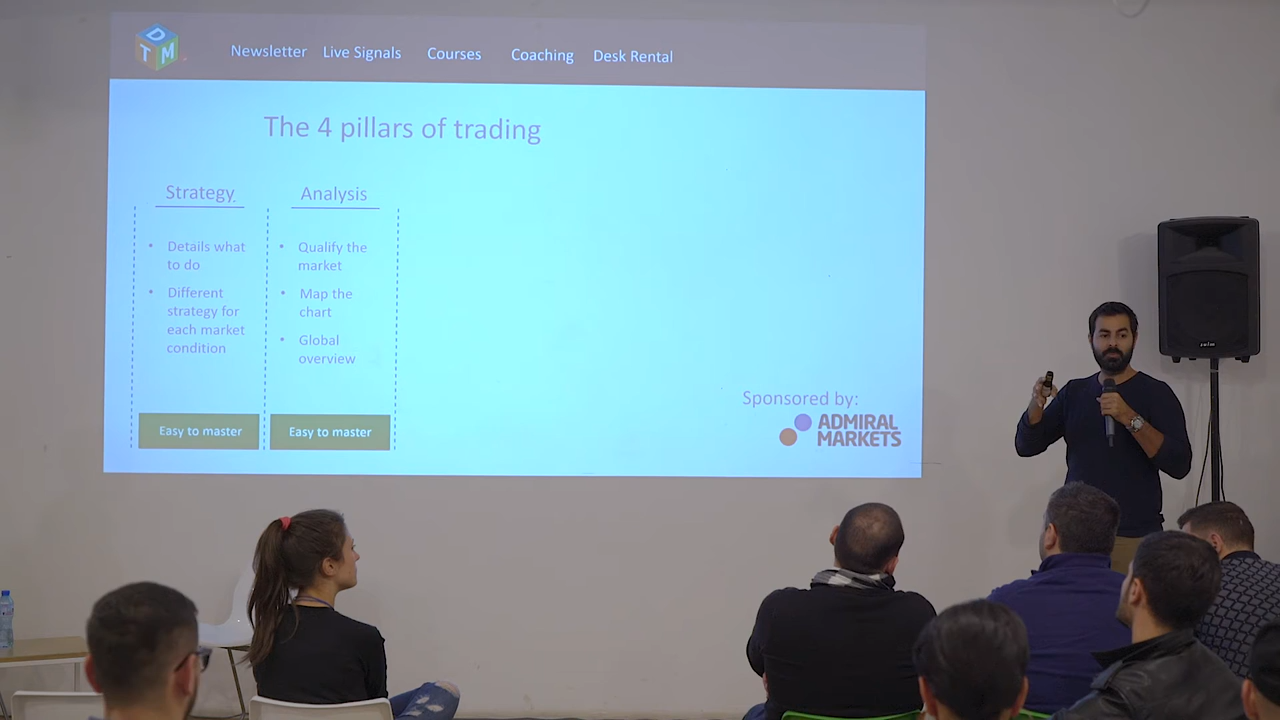 D
T M
Newsletter Live Signals Courses Coaching Desk Rental
The 4 pillars of trading
Strategy
• Details what
to do
• Different
strategy for
each market
condition
Easy to master
Analysis
• Qualify the
market
• Map the
chart
• Global
overview
Easy to master
Sponsored by:
ADMIRAL
MARKETS